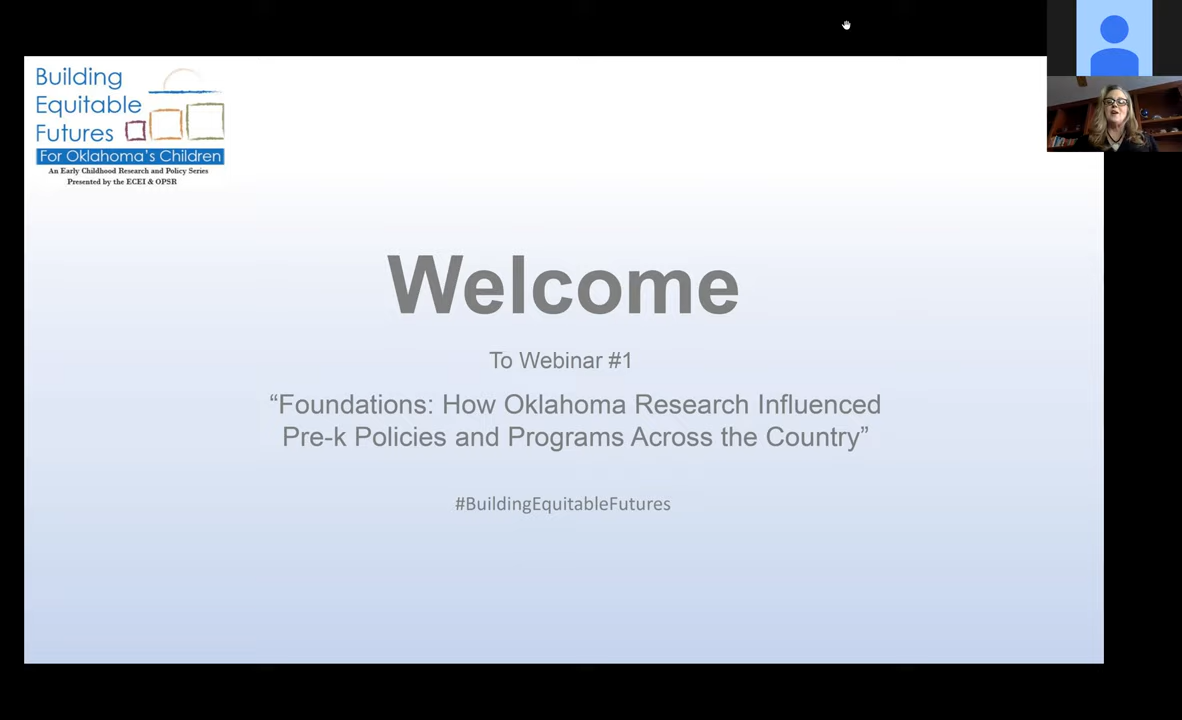 Building
Equitable
Futures
For Oklahoma's Children
An Early Childhood Research and Policy Series
Presented by the ECEI & OPSR
Welcome
To Webinar #1
“Foundations: How Oklahoma Research Influenced
Pre-k Policies and Programs Across the Country”
#BuildingEquitableFutures